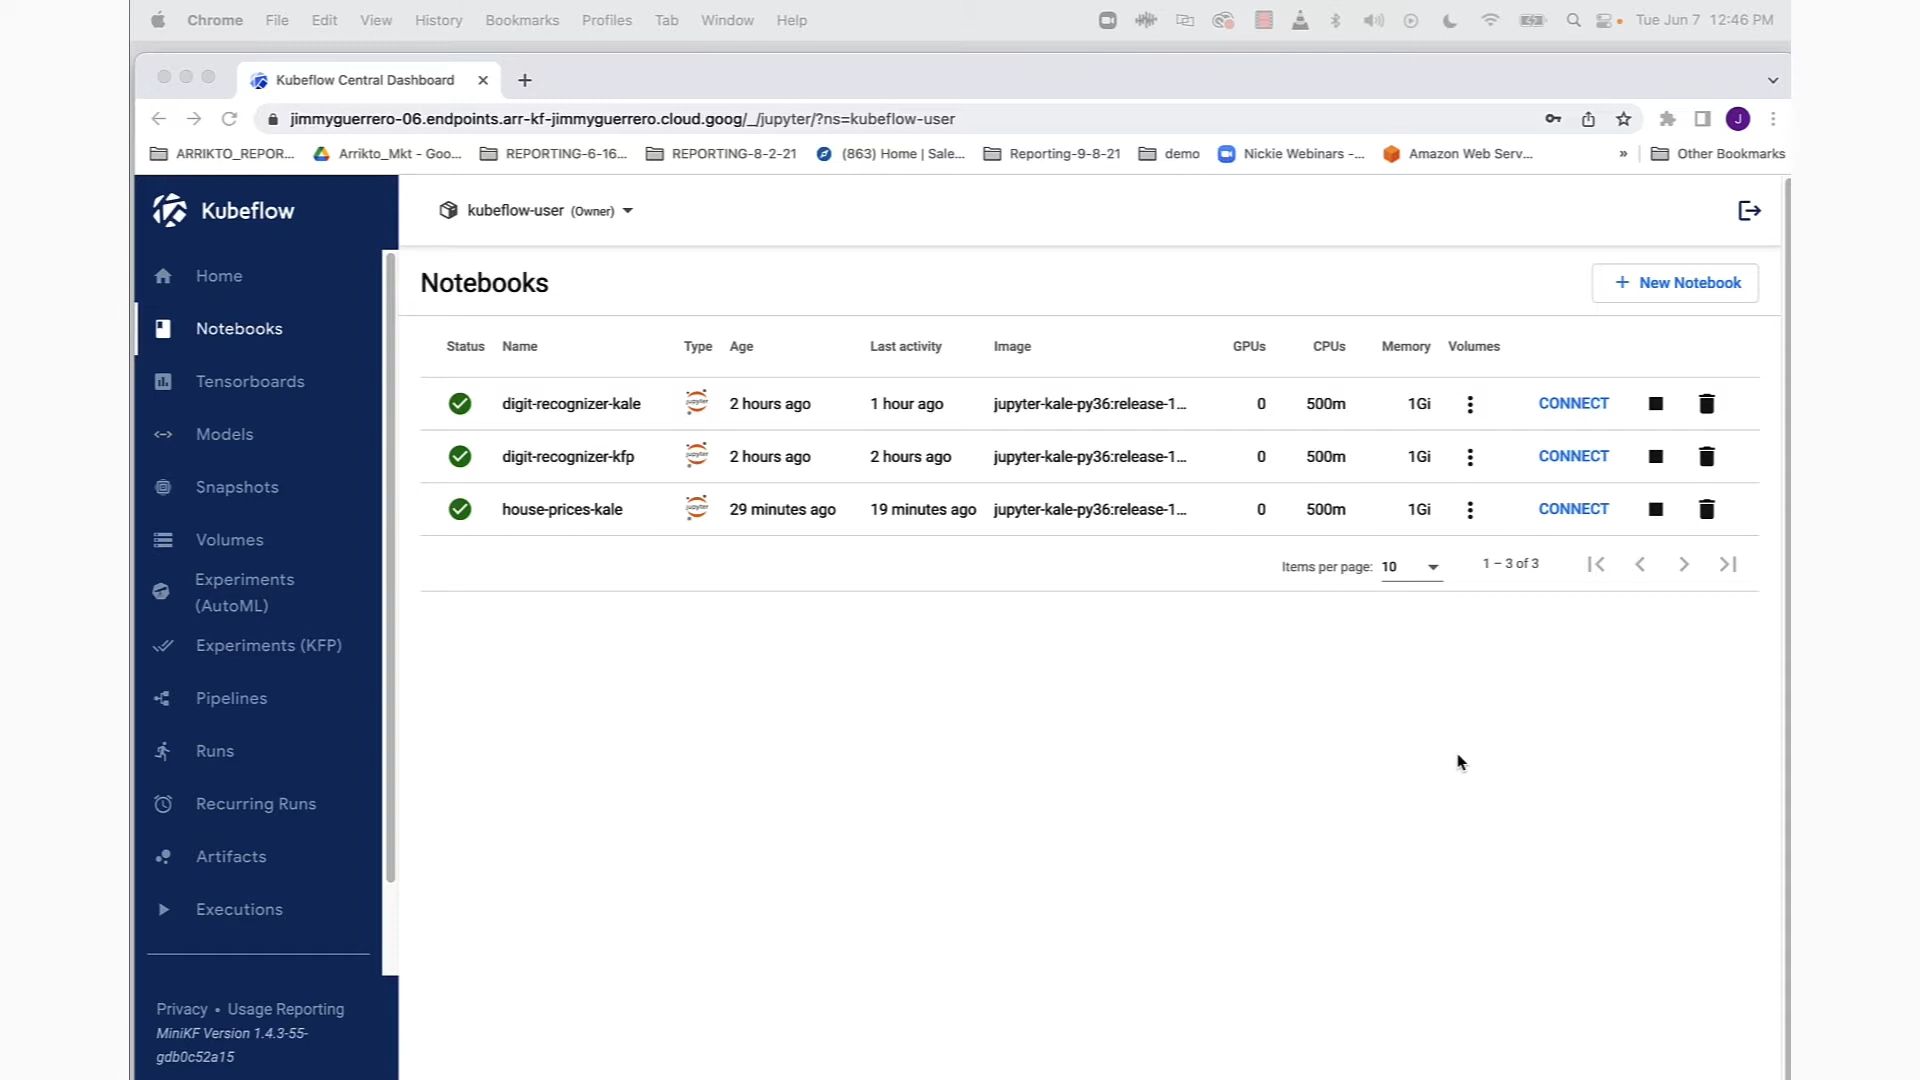 Chrome File Edit View History Bookmarks Profiles Tab Window Help Tue Jun 7 12:46 PM
Kubeflow Central Dashboard
jimmyguerrero-06.endpoints.arr-kf-jimmyguerrero.cloud.goog/_/jupyter/?ns=kubeflow-user J
ARRIKTO_REPOR... Arrikto_Mkt - Goo... REPORTING-6-16... REPORTING-8-2-21 (863) Home | Sale... Reporting-9-8-21 demo Nickie Webinars -... Amazon Web Serv... » Other Bookmarks
Kubeflow
Home
Notebooks
Tensorboards
Models
Snapshots
Volumes
Experiments
(AutoML)
Experiments (KFP)
Pipelines
Runs
Recurring Runs
Artifacts
Executions
Privacy • Usage Reporting
MiniKF Version 1.4.3-55-
gdb0c52a15
kubeflow-user (Owner)
Notebooks
+ New Notebook
Status Name Type Age Last activity Image GPUs CPUs Memory Volumes
digit-recognizer-kale jupyter 2 hours ago 1 hour ago jupyter-kale-py36:release-1... 0 500m 1Gi CONNECT
digit-recognizer-kfp jupyter 2 hours ago 2 hours ago jupyter-kale-py36:release-1... 0 500m 1Gi CONNECT
house-prices-kale jupyter 29 minutes ago 19 minutes ago jupyter-kale-py36:release-1... 0 500m 1Gi CONNECT
Items per page: 10 1 – 3 of 3